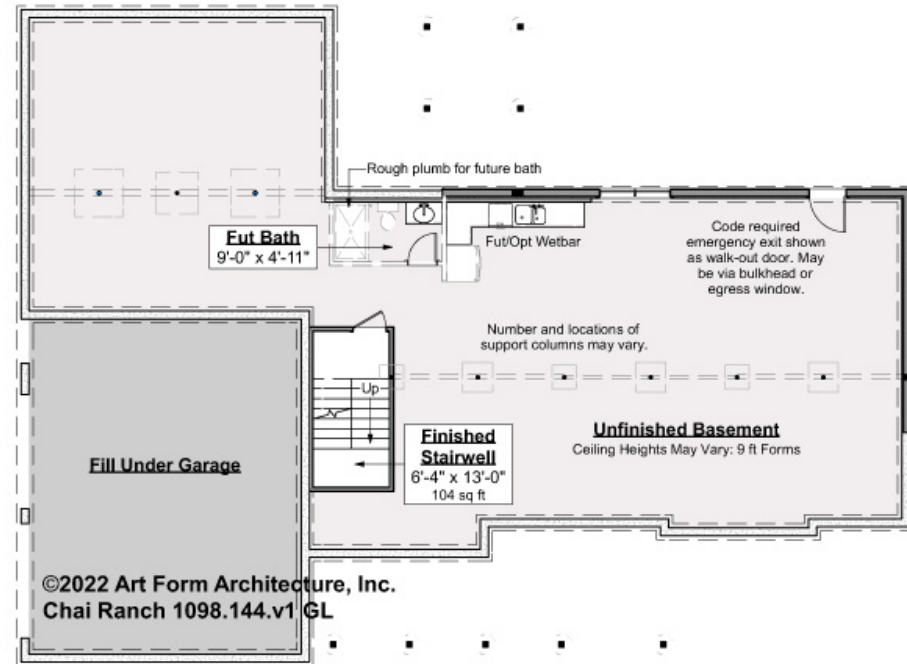 Rough plumb for future bath
Fut Bath
9'-0" x 4'-11"
Fut/Opt Wetbar
Code required
emergency exit shown
as walk-out door. May
be via bulkhead or
egress window.
Number and locations of
support columns may vary.
Up
Finished
Stairwell
6'-4" x 13'-0"
104 sq ft
Unfinished Basement
Ceiling Heights May Vary: 9 ft Forms
Fill Under Garage
©2022 Art Form Architecture, Inc.
Chai Ranch 1098.144.v1 GL